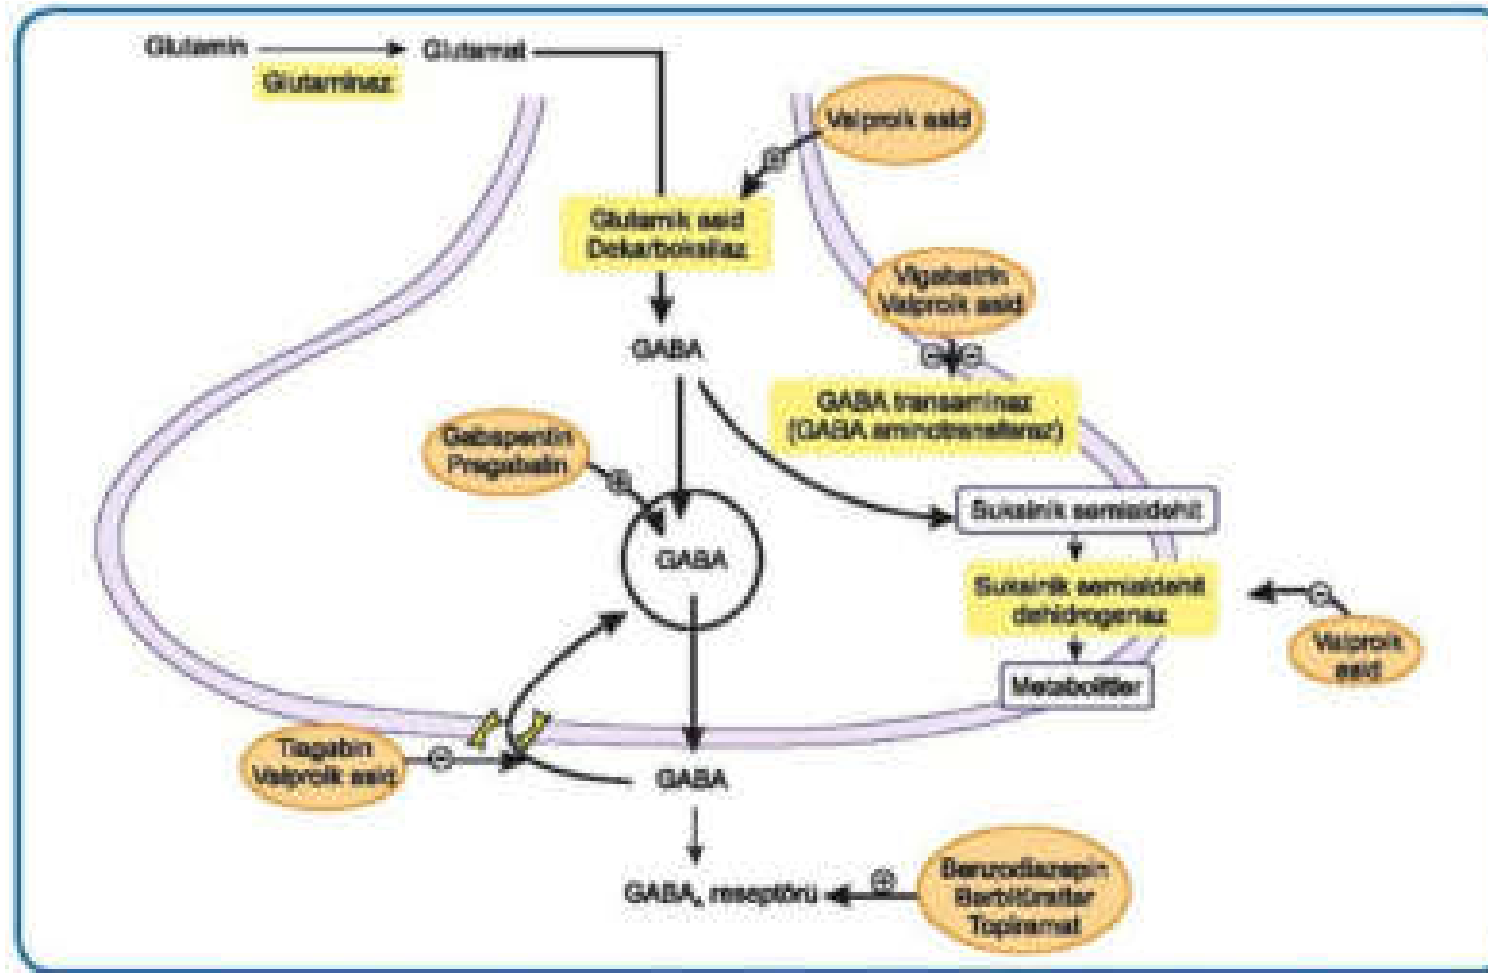 Glutamin
Glutamat
Glutaminaz
Valproik asid
Glutamik asid
Dekarboksilaz
Vigabatrin
Valproik asid
GABA
GABA transaminaz
(GABA aminotransferaz)
Gabapentin
Pregabalin
Suksinik semialdehit
GABA
Suksinik semialdehit
dehidrogenaz
Valproik
asid
Metabolitler
Tiagabin
Valproik asid
GABA
GABAₐ reseptörü
Benzodiazepin
Barbitüratlar
Topiramat